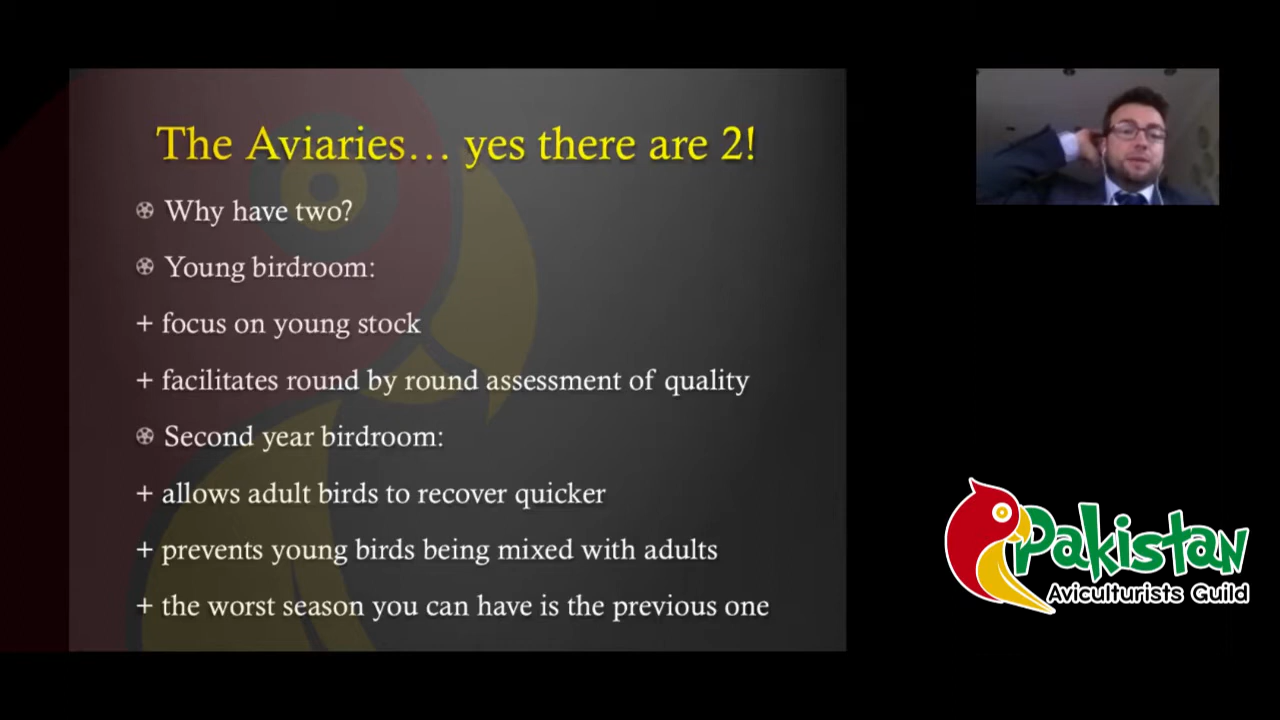 The Aviaries… yes there are 2!
Why have two?
Young birdroom:
+ focus on young stock
+ facilitates round by round assessment of quality
Second year birdroom:
+ allows adult birds to recover quicker
+ prevents young birds being mixed with adults
+ the worst season you can have is the previous one
Pakistan
Aviculturists Guild